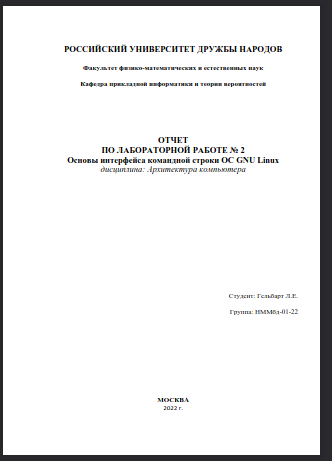 РОССИЙСКИЙ УНИВЕРСИТЕТ ДРУЖБЫ НАРОДОВ
Факультет физико-математических и естественных наук
Кафедра прикладной информатики и теории вероятностей
ОТЧЕТ
ПО ЛАБОРАТОРНОЙ РАБОТЕ № 2
Основы интерфейса командной строки ОС GNU Linux
дисциплина: Архитектура компьютера
Студент: Гельбарт Л.Е.
Группа: НММбд-01-22
МОСКВА
2022 г.